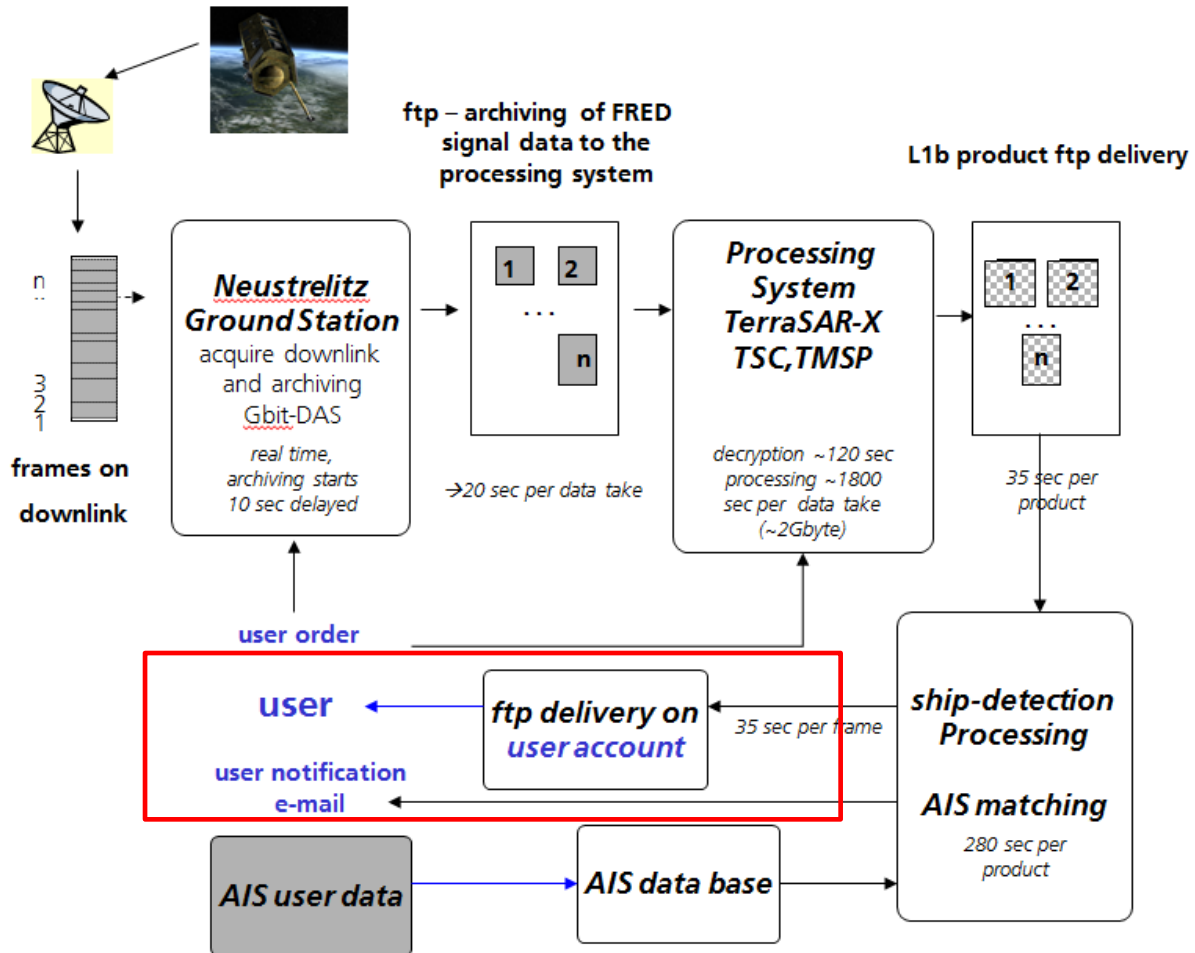 ftp – archiving of FRED
signal data to the
processing system
L1b product ftp delivery
n
..
3
2
1
frames on
downlink
Neustrelitz
Ground Station
acquire downlink
and archiving
Gbit-DAS
real time,
archiving starts
10 sec delayed
1
2
...
n
→20 sec per data take
Processing
System
TerraSAR-X
TSC,TMSP
decryption ~120 sec
processing ~1800
sec per data take
(~2Gbyte)
1
2
...
n
35 sec per
product
user order
user
ftp delivery on
user account
35 sec per frame
user notification
e-mail
ship-detection
Processing
AIS matching
280 sec per
product
AIS user data
AIS data base